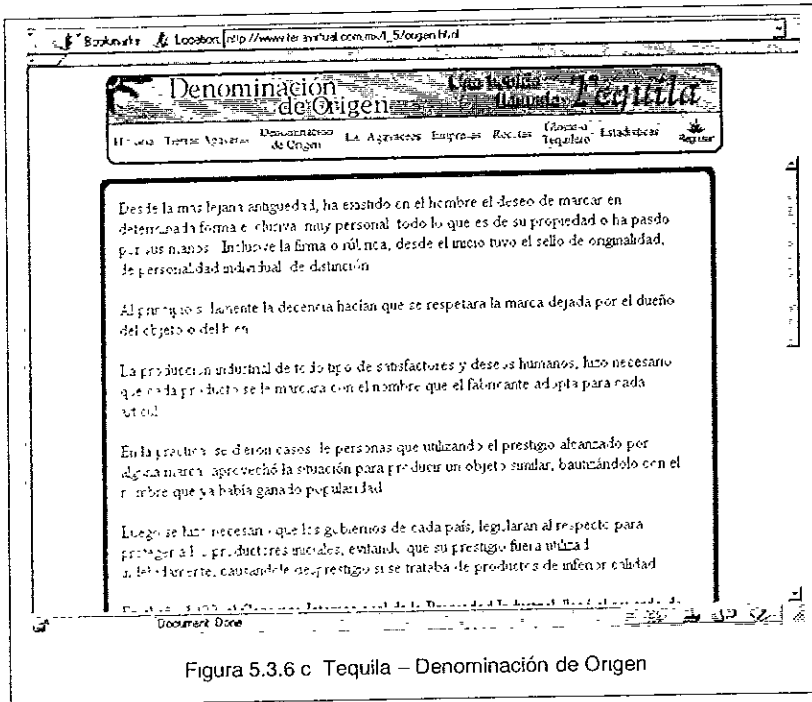 Bookmarks Location:
Denominación
de Origen
Una bebida
llamada Tequila
Historia Tierras Agaveras Denominación
de Origen Empresas Recetas
Tequilero Estadísticas Regresar
Desde la mas lejana antiguedad, ha existido en el hombre el deseo de marcar en
determinada forma exclusiva muy personal todo lo que es de su propiedad o ha pasdo
por sus manos Inclusive la firma o rúbrica, desde el inicio tuvo el sello de originalidad,
de personalidad individual de distinción
Al principio solamente la decencia hacían que se respetara la marca dejada por el dueño
del objeto o del bien
La producción industrial de todo tipo de satisfactores y deseos humanos, hizo necesario
que cada producto se le marcara con el nombre que el fabricante adopta para cada
En la práctica se dieron casos de personas que utilizando el prestigio alcanzado por
alguna marca aprovechó la situación para producir un objeto similar, bautizándolo con el
nombre que ya había ganado popularidad
Luego se hizo necesario que los gobiernos de cada país, legislaran al respecto para
proteger a los productores iniciales, evitando que su prestigio fuera
indebidamente, causandole desprestigio si se trataba de productos de inferior calidad
Document: Done
Figura 5.3.6 c Tequila – Denominación de Origen